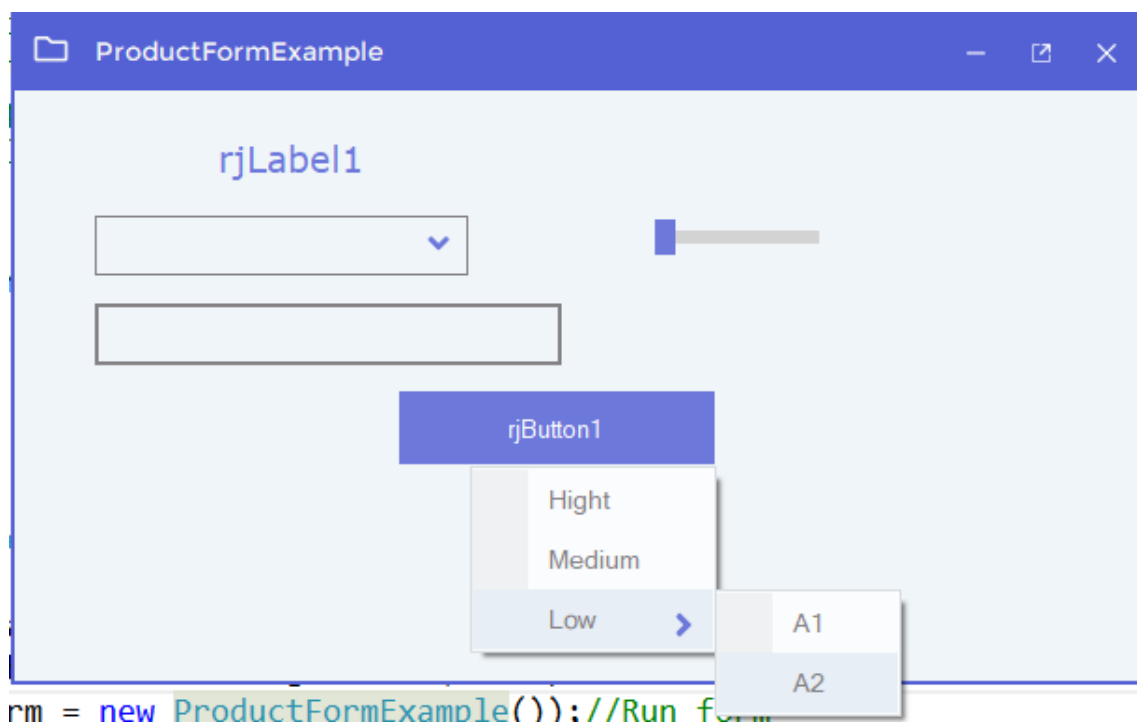 ProductFormExample
rjLabel1
rjButton1
Hight
Medium
Low
A1
A2
rm = new ProductFormExample());//Run form